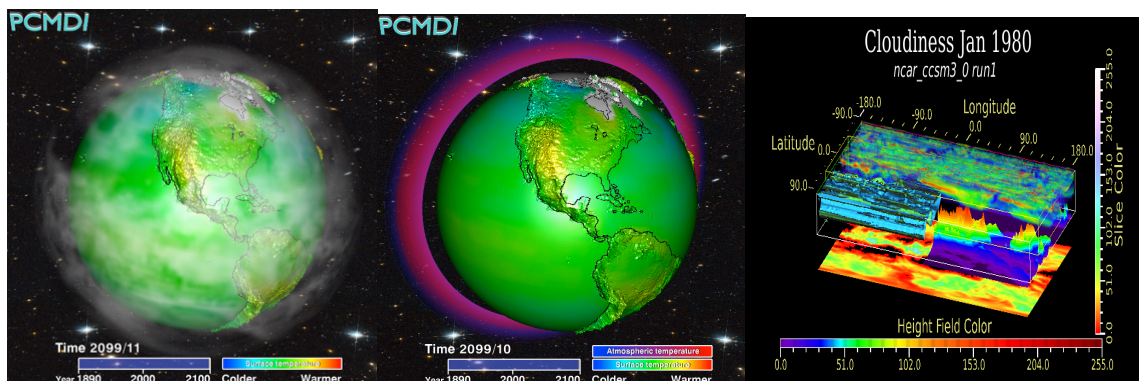 PCMDI
Time 2099/11
Surface temperature
Year 1890 2000 2100
Colder Warmer
PCMDI
Time 2099/10
Atmospheric temperature
Surface temperature
Year 1890 2000 2100
Colder Warmer
Cloudiness Jan 1980
ncar_ccsm3_0 run1
Longitude
-180.0 -90.0 0.0 90.0 180.0
Latitude
-90.0 0.0 90.0
Slice Color
0.0 51.0 102.0 153.0 204.0 255.0
Height Field Color
0.0 51.0 102.0 153.0 204.0 255.0